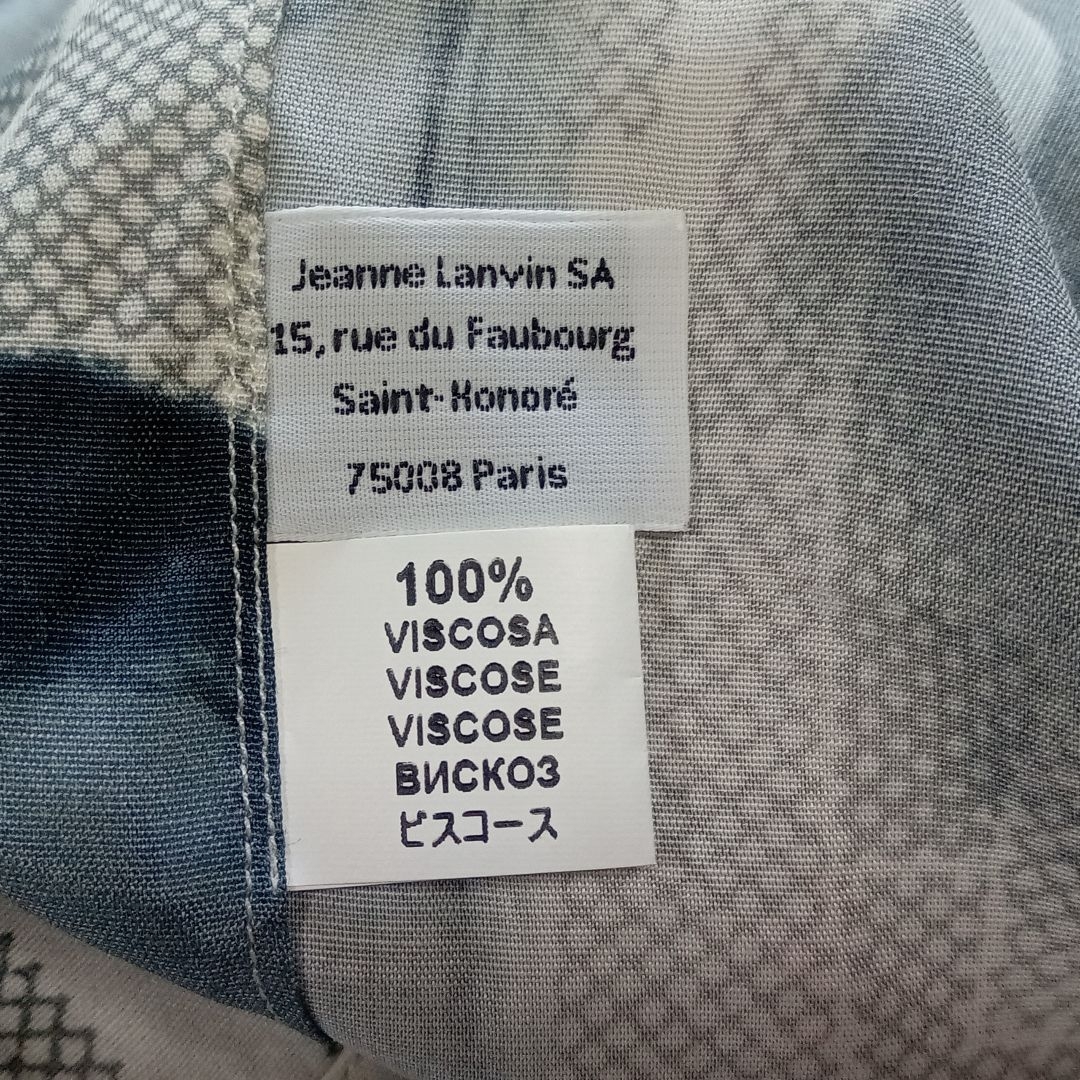 Jeanne Lanvin SA
15, rue du Faubourg
Saint-Honoré
75008 Paris
100%
VISCOSA
VISCOSE
VISCOSE
ВИСКОЗ
ビスコース